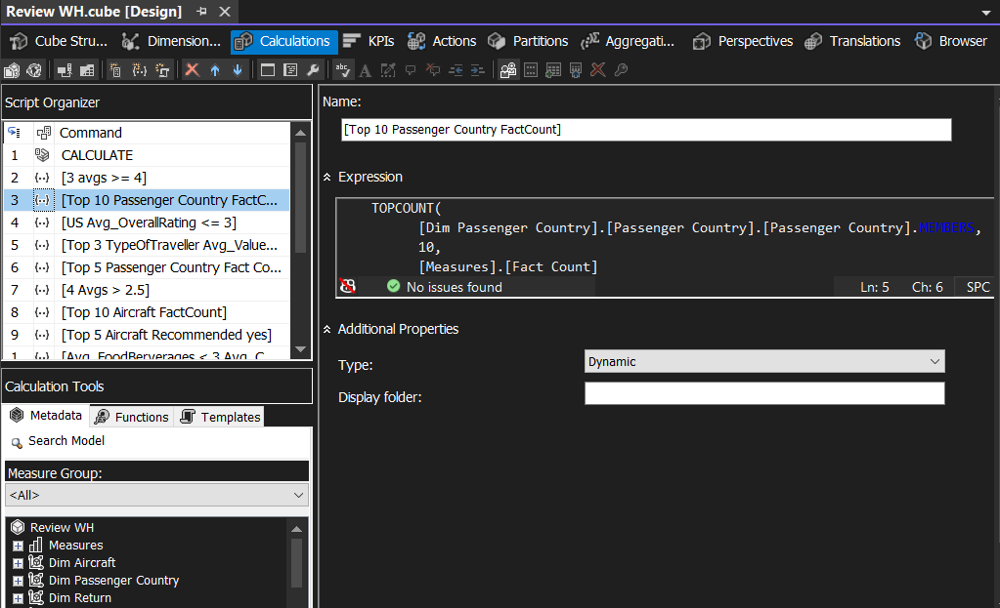 Review WH.cube [Design]
Cube Stru... Dimension... Calculations KPIs Actions Partitions Aggregati... Perspectives Translations Browser
Script Organizer
Command
1 CALCULATE
2 [3 avgs >= 4]
3 [Top 10 Passenger Country FactC...
4 [US Avg_OverallRating <= 3]
5 [Top 3 TypeOfTraveller Avg_Value...
6 [Top 5 Passenger Country Fact Co...
7 [4 Avgs > 2.5]
8 [Top 10 Aircraft FactCount]
9 [Top 5 Aircraft Recommended yes]
1 [Avg_FoodBerverages < 3 Avg_C...
Calculation Tools
Metadata Functions Templates
Search Model
Measure Group:
<All>
Review WH
Measures
Dim Aircraft
Dim Passenger Country
Dim Return
Name:
[Top 10 Passenger Country FactCount]
Expression
TOPCOUNT(
[Dim Passenger Country].[Passenger Country].[Passenger Country].MEMBERS,
10,
[Measures].[Fact Count]
No issues found Ln: 5 Ch: 6 SPC
Additional Properties
Type: Dynamic
Display folder: